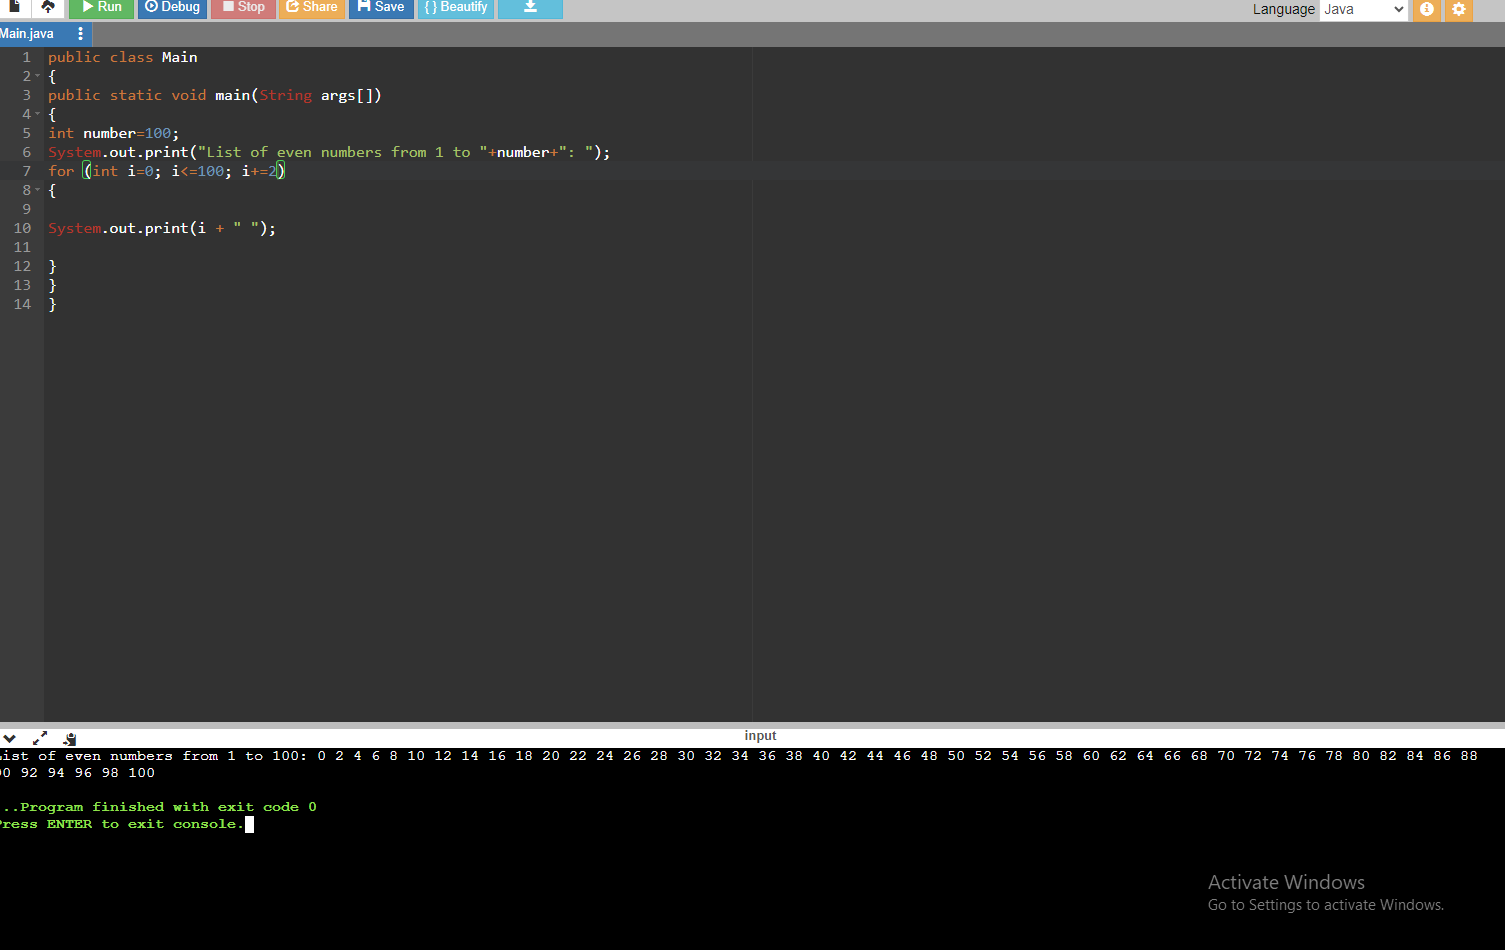 Run Debug Stop Share Save { } Beautify Language Java
Main.java
1 public class Main
2 {
3 public static void main(String args[])
4 {
5 int number=100;
6 System.out.print("List of even numbers from 1 to "+number+": ");
7 for (int i=0; i<=100; i+=2)
8 {
9
10 System.out.print(i + " ");
11
12 }
13 }
14 }
input
ist of even numbers from 1 to 100: 0 2 4 6 8 10 12 14 16 18 20 22 24 26 28 30 32 34 36 38 40 42 44 46 48 50 52 54 56 58 60 62 64 66 68 70 72 74 76 78 80 82 84 86 88
0 92 94 96 98 100
..Program finished with exit code 0
ress ENTER to exit console.
Activate Windows
Go to Settings to activate Windows.